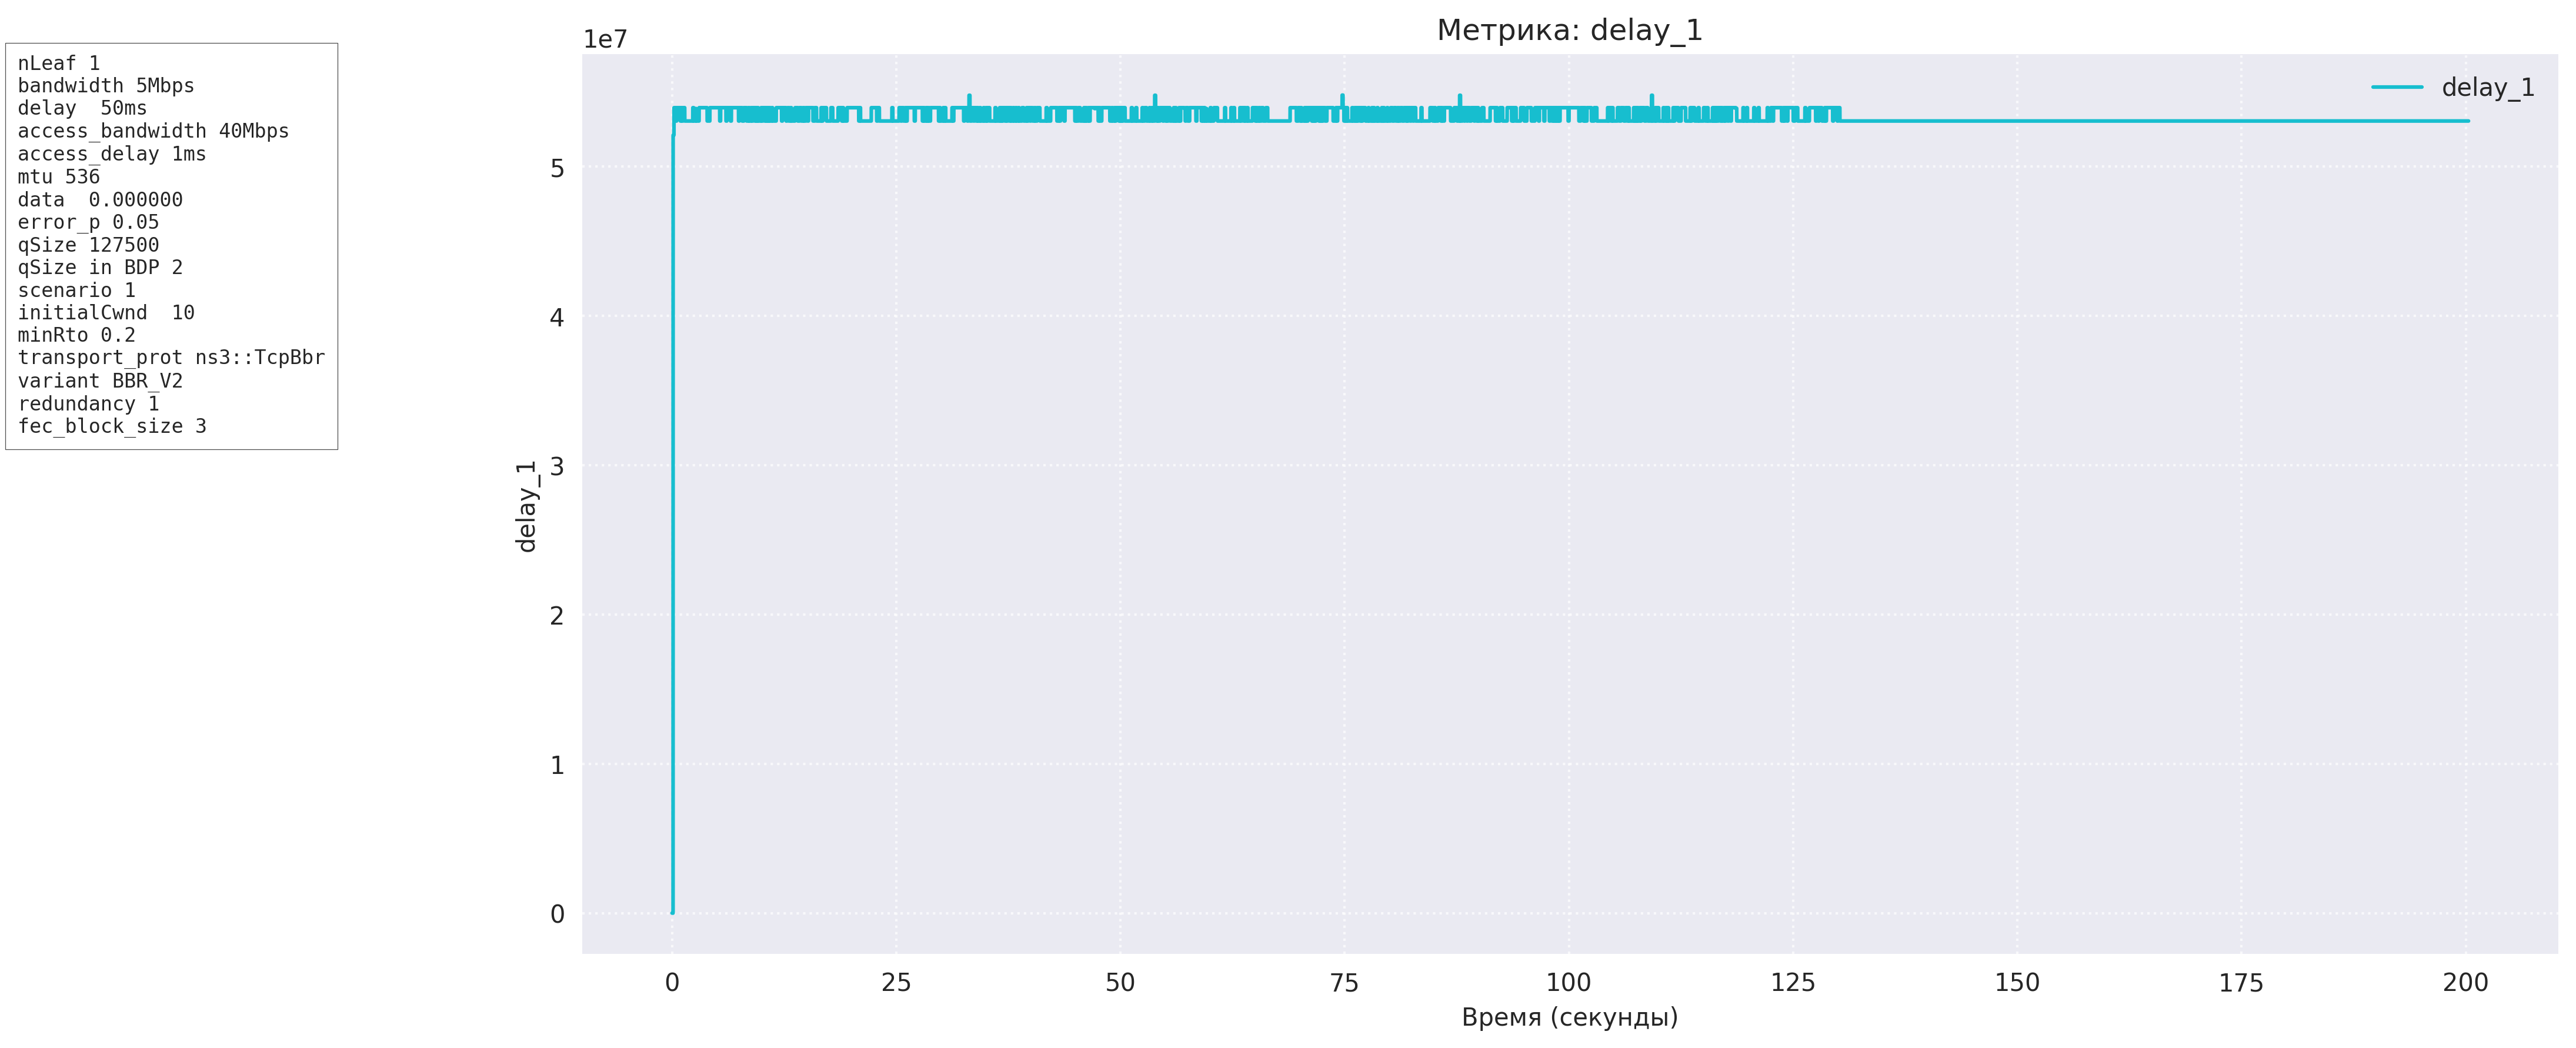 nLeaf 1
bandwidth 5Mbps
delay  50ms
access_bandwidth 40Mbps
access_delay 1ms
mtu 536
data  0.000000
error_p 0.05
qSize 127500
qSize in BDP 2
scenario 1
initialCwnd  10
minRto 0.2
transport_prot ns3::TcpBbr
variant BBR_V2
redundancy 1
fec_block_size 3
Метрика: delay_1
1e7
delay_1
delay_1
5
4
3
2
1
0
0 25 50 75 100 125 150 175 200
Время (секунды)